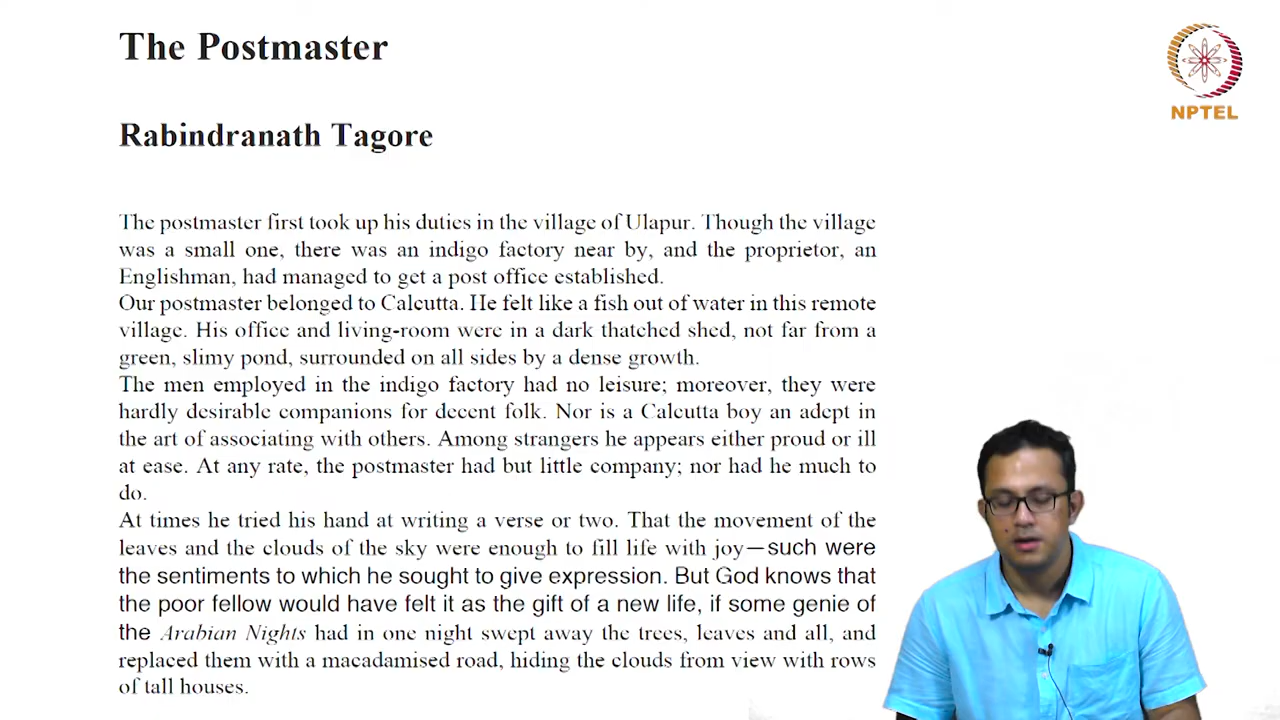 The Postmaster
NPTEL
Rabindranath Tagore
The postmaster first took up his duties in the village of Ulapur. Though the village
was a small one, there was an indigo factory near by, and the proprietor, an
Englishman, had managed to get a post office established.
Our postmaster belonged to Calcutta. He felt like a fish out of water in this remote
village. His office and living-room were in a dark thatched shed, not far from a
green, slimy pond, surrounded on all sides by a dense growth.
The men employed in the indigo factory had no leisure; moreover, they were
hardly desirable companions for decent folk. Nor is a Calcutta boy an adept in
the art of associating with others. Among strangers he appears either proud or ill
at ease. At any rate, the postmaster had but little company; nor had he much to
do.
At times he tried his hand at writing a verse or two. That the movement of the
leaves and the clouds of the sky were enough to fill life with joy—such were
the sentiments to which he sought to give expression. But God knows that
the poor fellow would have felt it as the gift of a new life, if some genie of
the Arabian Nights had in one night swept away the trees, leaves and all, and
replaced them with a macadamised road, hiding the clouds from view with rows
of tall houses.